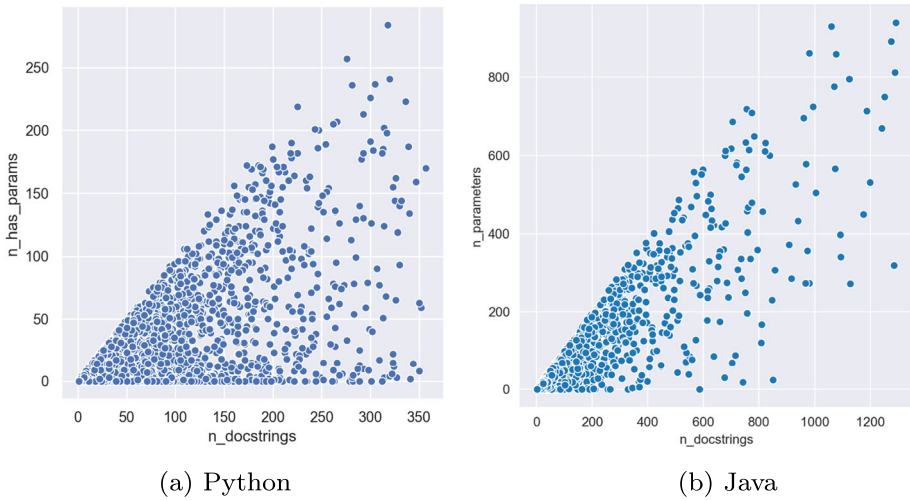 250
200
150
100
50
0
n_has_params
0 50 100 150 200 250 300 350
n_docstrings
(a) Python
800
600
400
200
0
n_parameters
0 200 400 600 800 1000 1200
n_docstrings
(b) Java